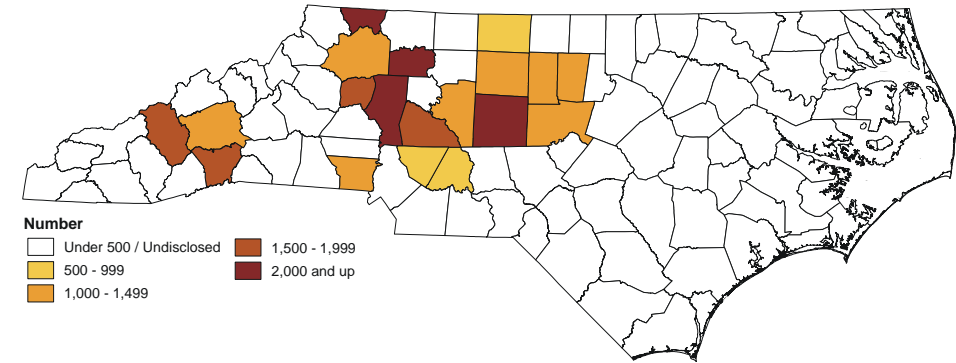 Number
Under 500 / Undisclosed
500 - 999
1,000 - 1,499
1,500 - 1,999
2,000 and up